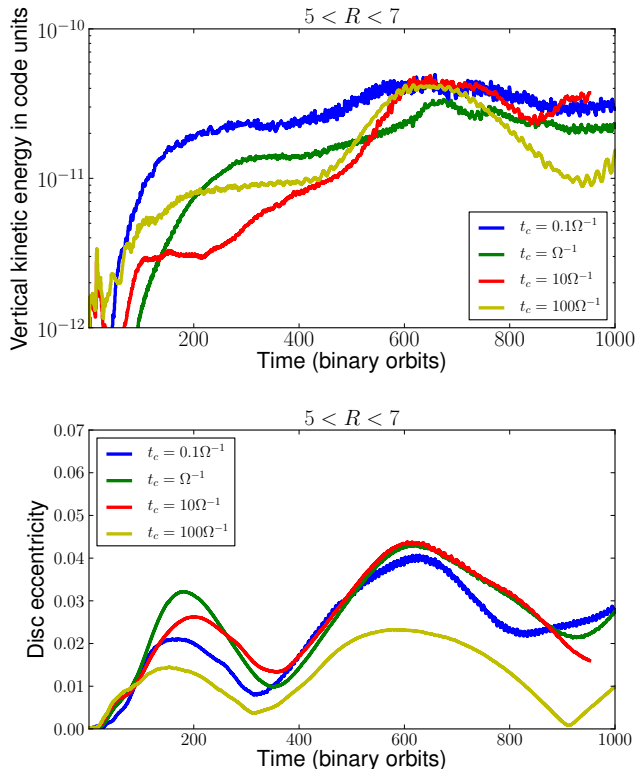 5 < R < 7
Vertical kinetic energy in code units
10⁻¹⁰
10⁻¹¹
10⁻¹²
t_c = 0.1Ω⁻¹
t_c = Ω⁻¹
t_c = 10Ω⁻¹
t_c = 100Ω⁻¹
200 400 600 800 1000
Time (binary orbits)
5 < R < 7
Disc eccentricity
0.07
0.06
0.05
0.04
0.03
0.02
0.01
0.00
t_c = 0.1Ω⁻¹
t_c = Ω⁻¹
t_c = 10Ω⁻¹
t_c = 100Ω⁻¹
200 400 600 800 1000
Time (binary orbits)